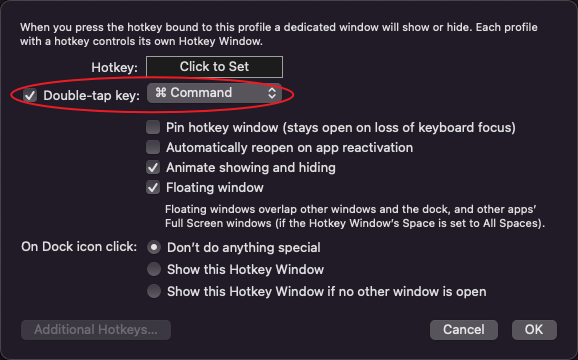 When you press the hotkey bound to this profile a dedicated window will show or hide. Each profile
with a hotkey controls its own Hotkey Window.
Hotkey: Click to Set
Double-tap key: ⌘ Command
Pin hotkey window (stays open on loss of keyboard focus)
Automatically reopen on app reactivation
Animate showing and hiding
Floating window
Floating windows overlap other windows and the dock, and other apps'
Full Screen windows (if the Hotkey Window's Space is set to All Spaces).
On Dock icon click: Don't do anything special
Show this Hotkey Window
Show this Hotkey Window if no other window is open
Additional Hotkeys... Cancel OK